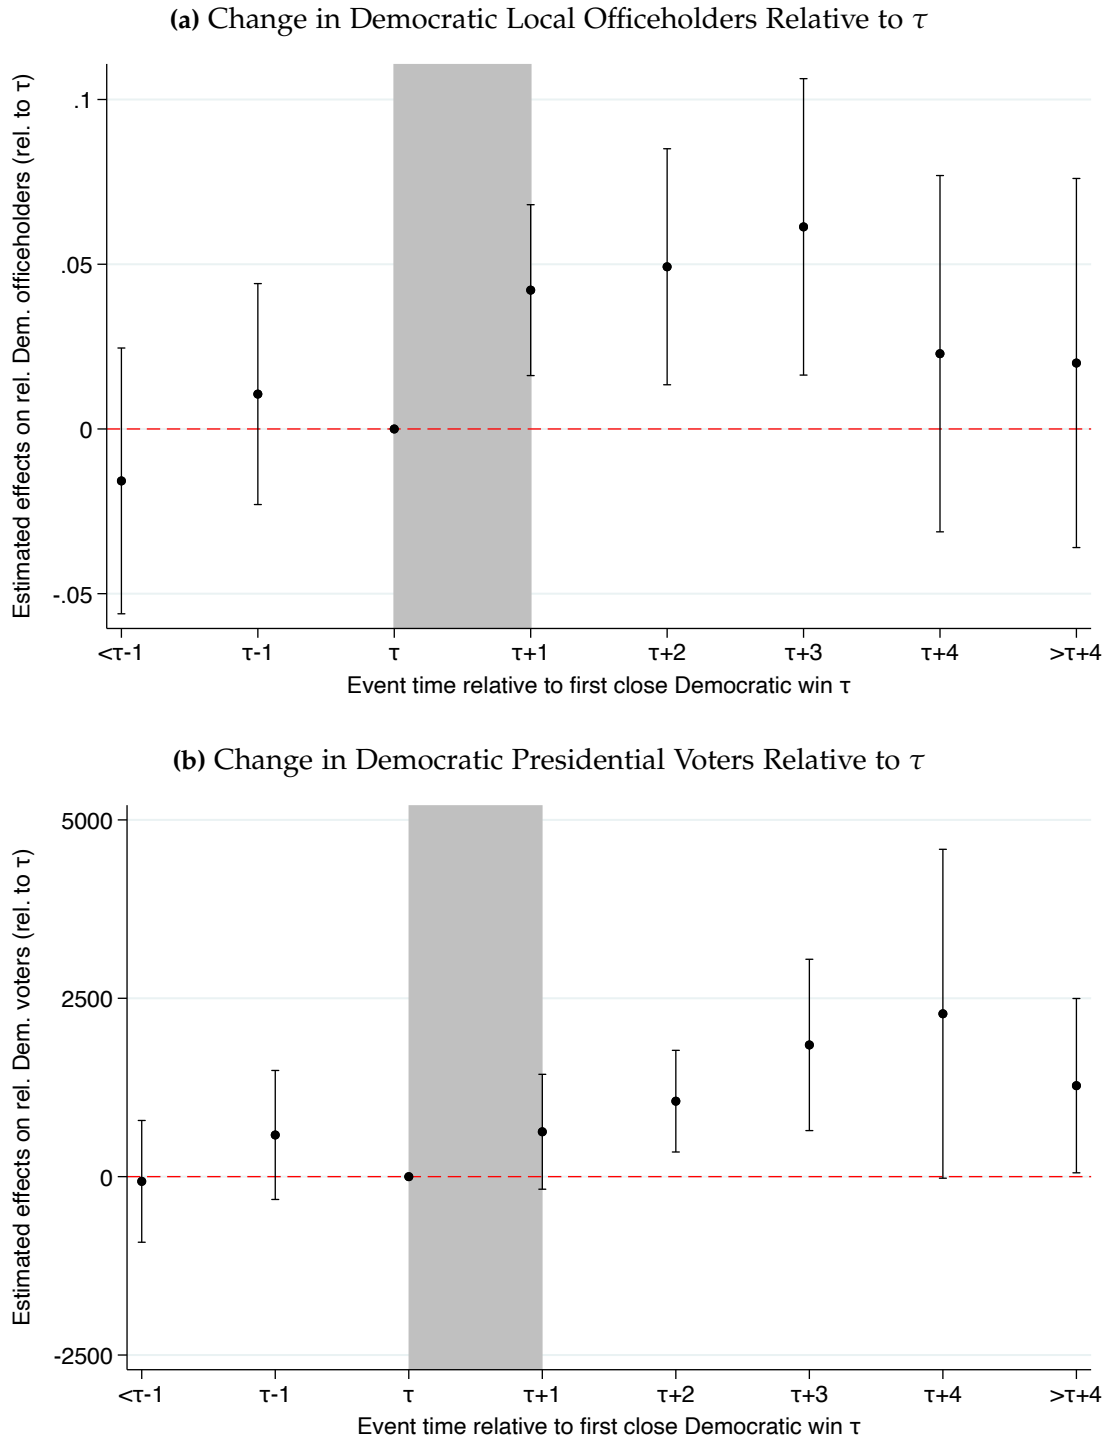 (a) Change in Democratic Local Officeholders Relative to τ
Estimated effects on rel. Dem. officeholders (rel. to τ)
.1
.05
0
-.05
<τ-1 τ-1 τ τ+1 τ+2 τ+3 τ+4 >τ+4
Event time relative to first close Democratic win τ
(b) Change in Democratic Presidential Voters Relative to τ
Estimated effects on rel. Dem. voters (rel. to τ)
5000
2500
0
-2500
<τ-1 τ-1 τ τ+1 τ+2 τ+3 τ+4 >τ+4
Event time relative to first close Democratic win τ